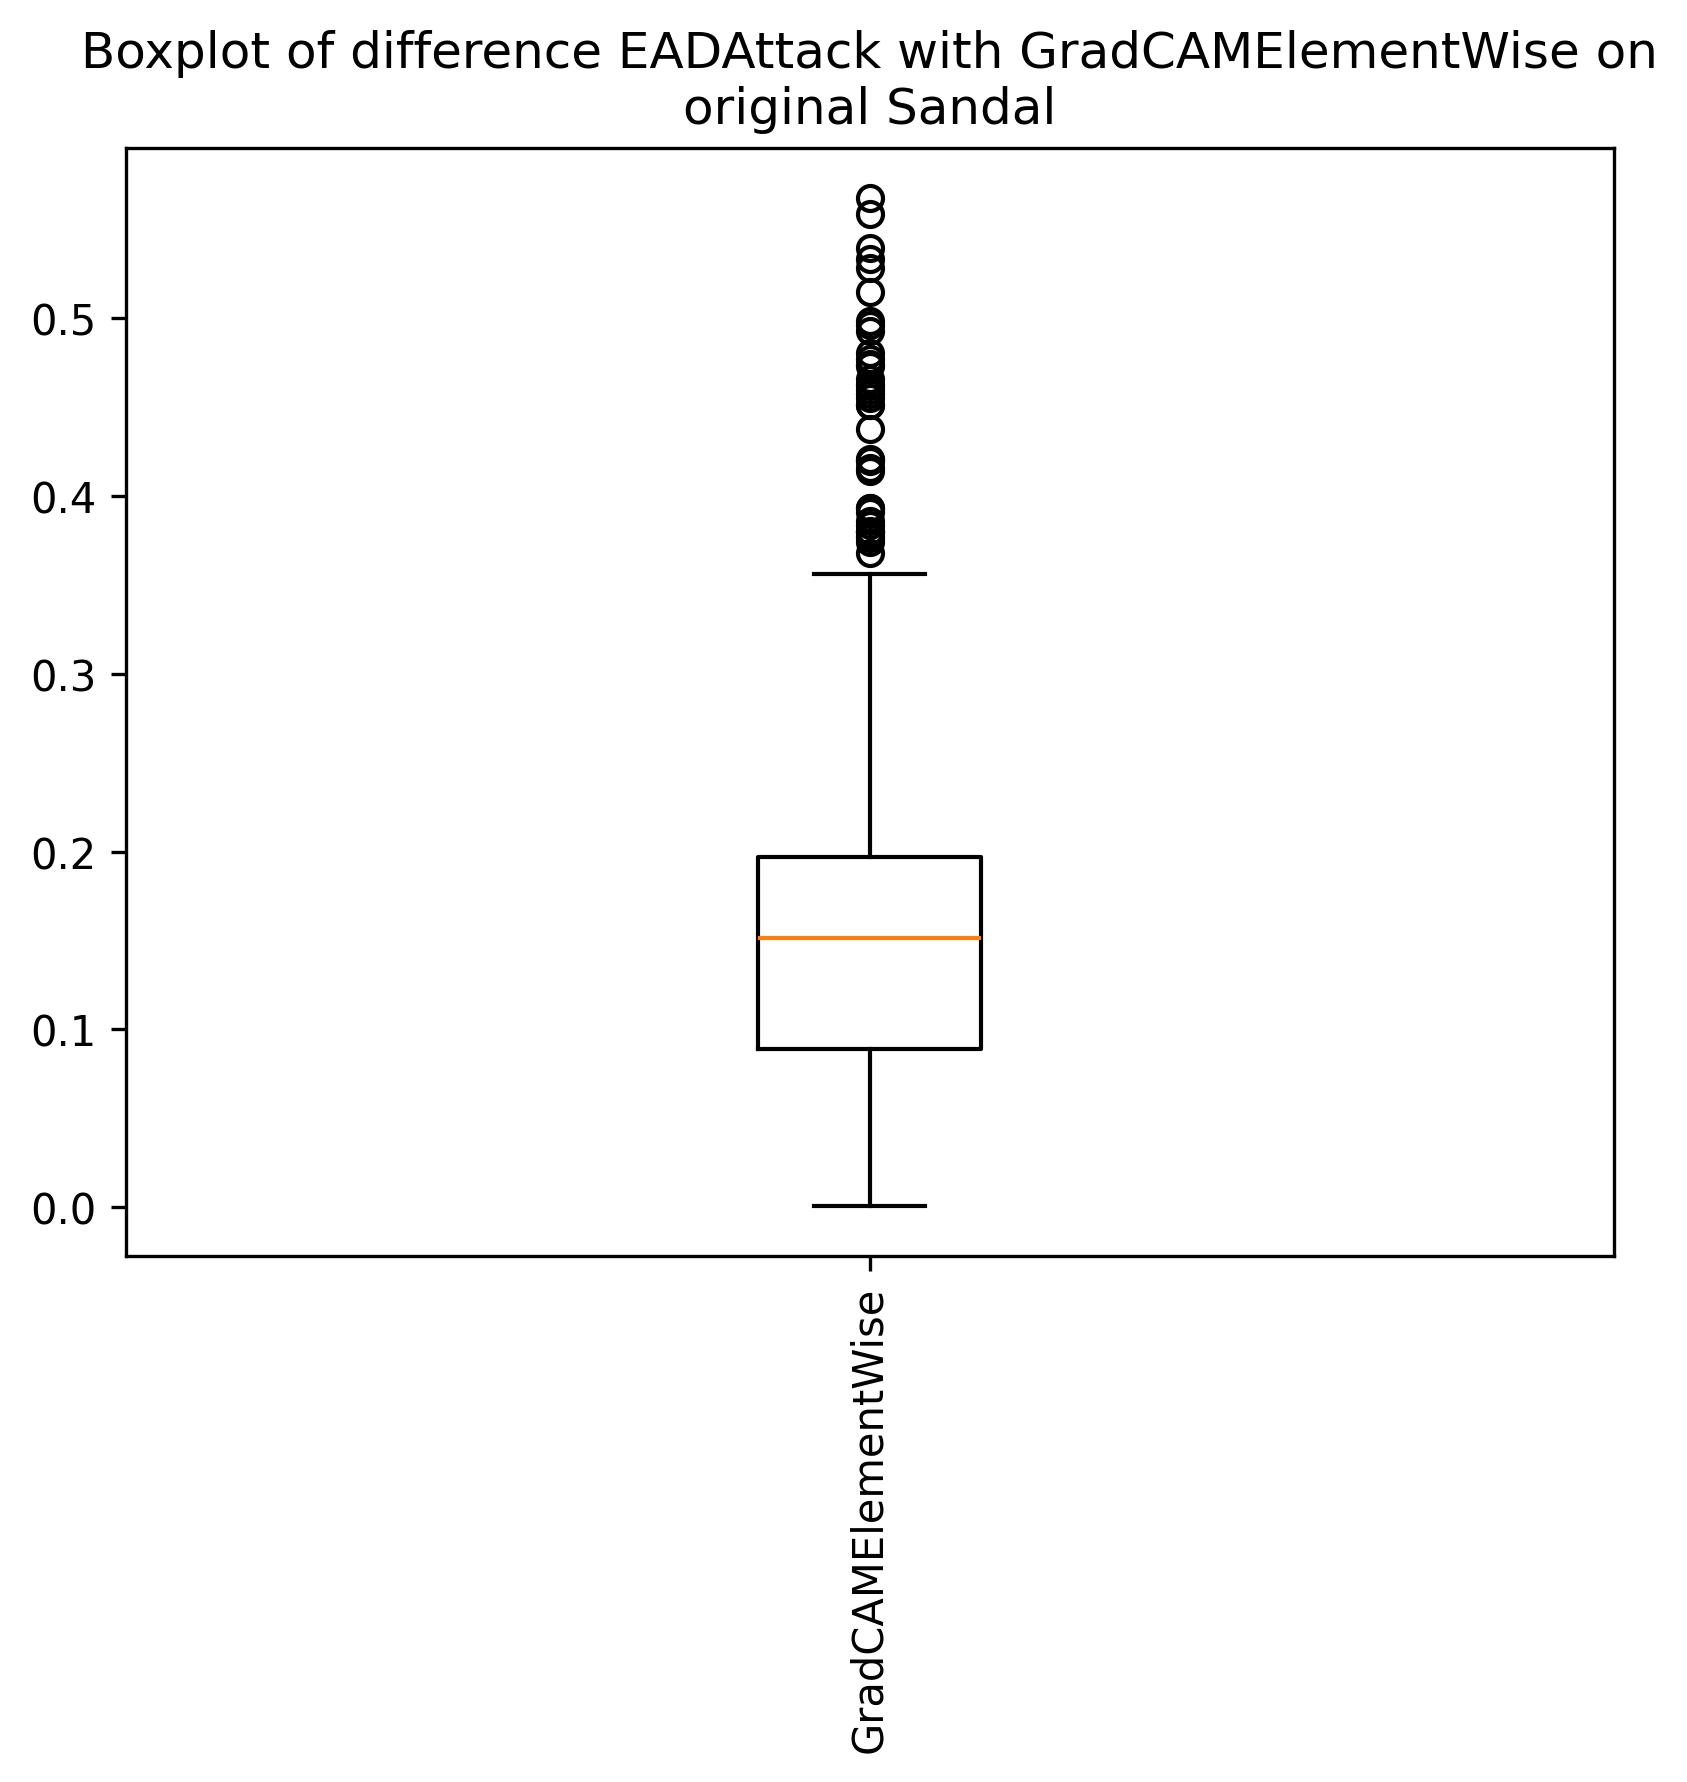 Boxplot of difference EADAttack with GradCAMElementWise on
original Sandal
0.5
0.4
0.3
0.2
0.1
0.0
GradCAMElementWise